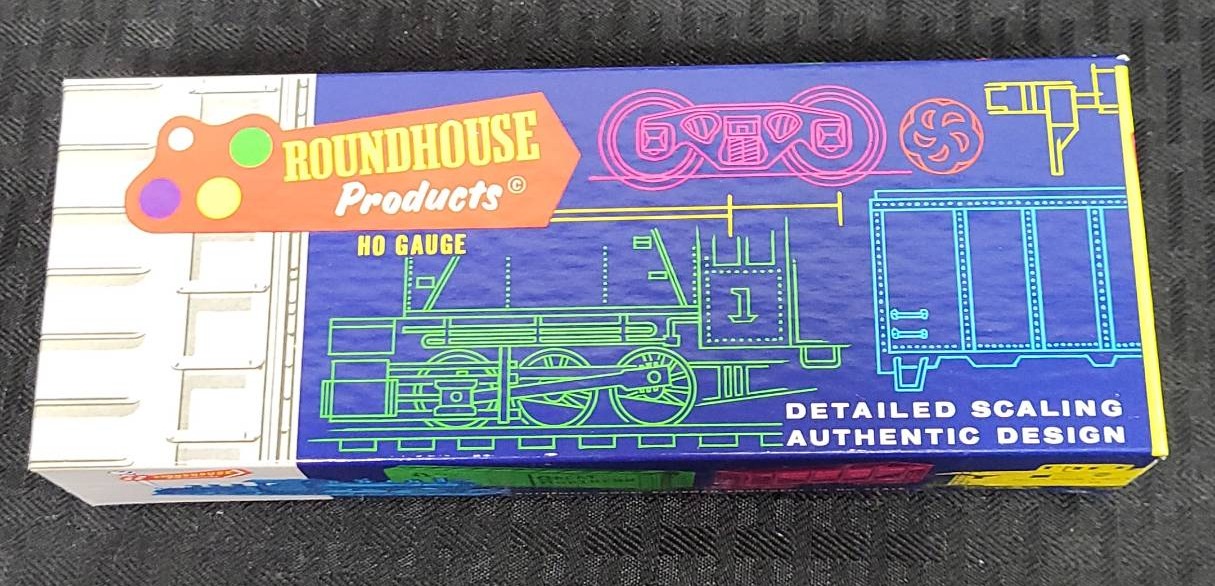 ROUNDHOUSE
Products©
HO GAUGE
1
DETAILED SCALING
AUTHENTIC DESIGN